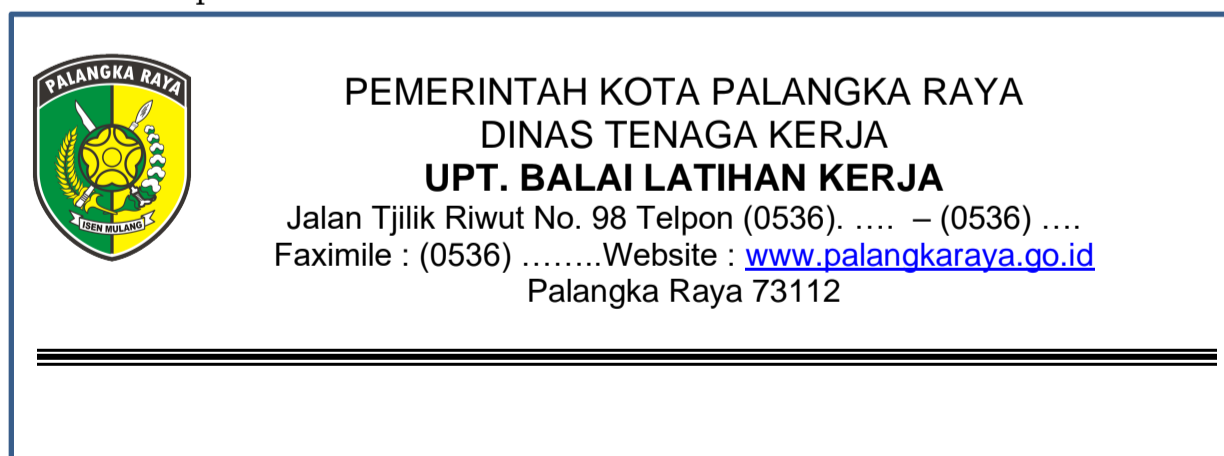 PALANGKA RAYA
ISEN MULANG
PEMERINTAH KOTA PALANGKA RAYA
DINAS TENAGA KERJA
UPT. BALAI LATIHAN KERJA
Jalan Tjilik Riwut No. 98 Telpon (0536). …. – (0536) ….
Faximile : (0536) ……..Website : www.palangkaraya.go.id
Palangka Raya 73112